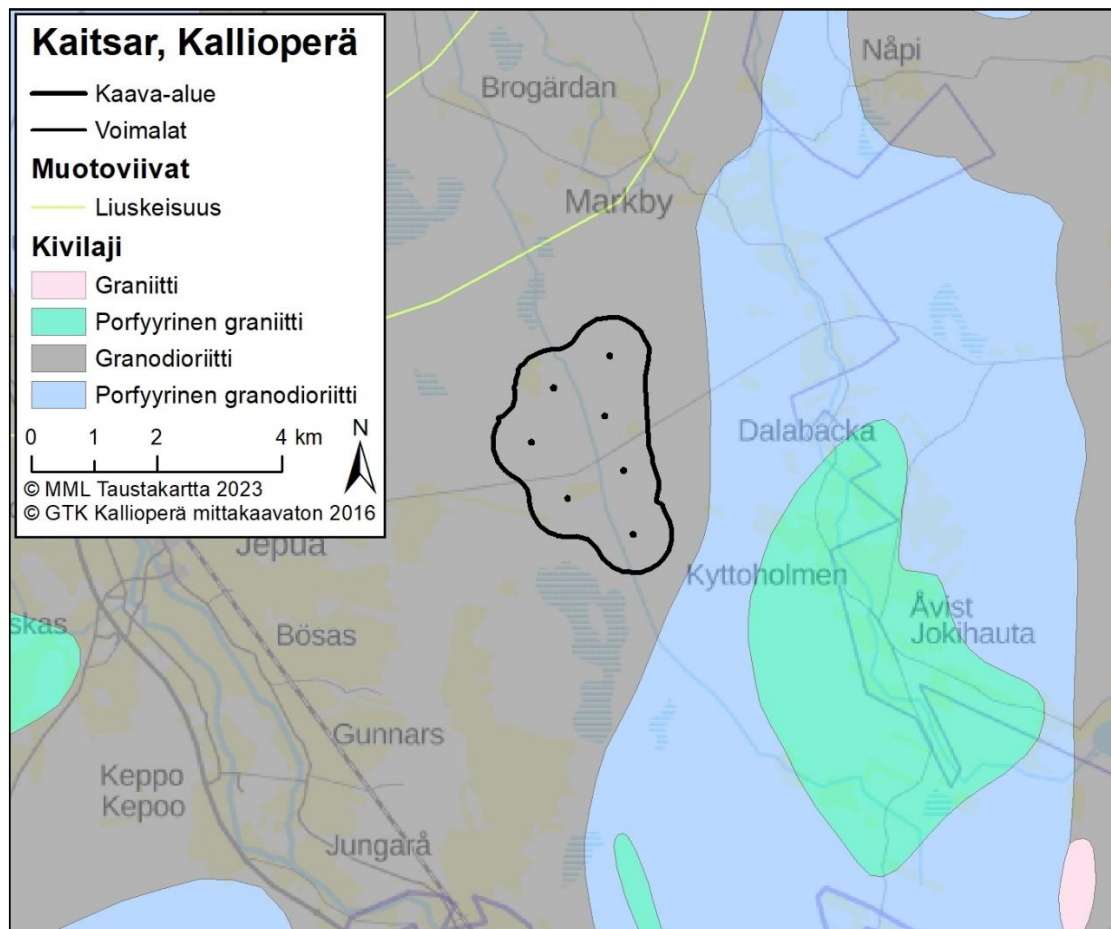 Kaitsar, Kallioperä
Kaava-alue
Voimalat
Muotoviivat
Liuskeisuus
Kivilaji
Graniitti
Porfyyrinen graniitti
Granodioriitti
Porfyyrinen granodioriitti
0 1 2 4 km
N
© MML Taustakartta 2023
© GTK Kallioperä mittakaavaton 2016
Nåpi
Brogärdan
Markby
Dalabacka
Jepua
Kyttoholmen
skas
Bösas
Åvist
Jokihauta
Gunnars
Keppo
Kepoo
Jungarå